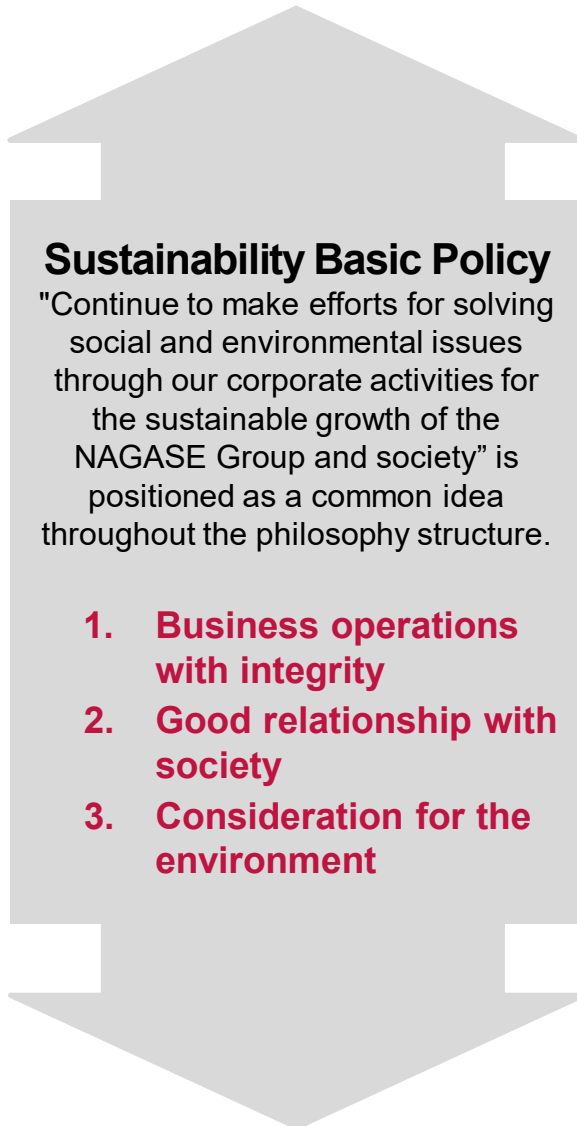 Sustainability Basic Policy
"Continue to make efforts for solving
social and environmental issues
through our corporate activities for
the sustainable growth of the
NAGASE Group and society” is
positioned as a common idea
throughout the philosophy structure.
1. Business operations
with integrity
2. Good relationship with
society
3. Consideration for the
environment